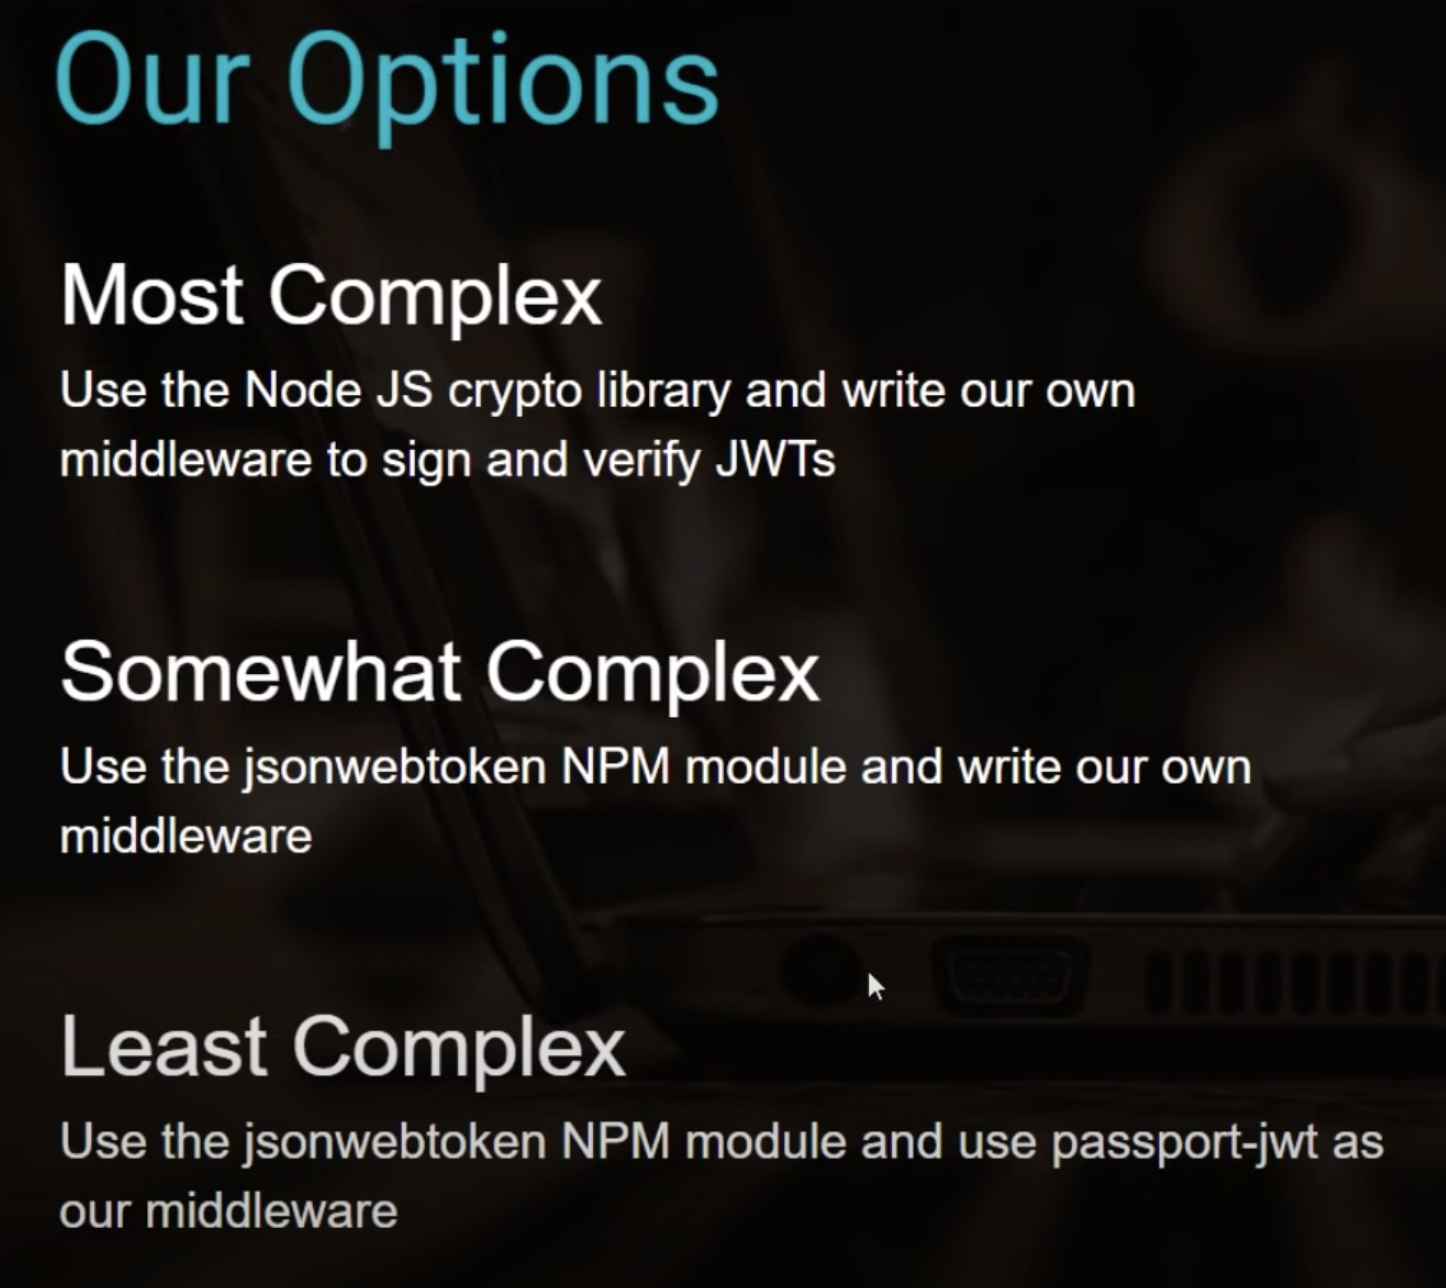 Our Options
Most Complex
Use the Node JS crypto library and write our own
middleware to sign and verify JWTs
Somewhat Complex
Use the jsonwebtoken NPM module and write our own
middleware
Least Complex
Use the jsonwebtoken NPM module and use passport-jwt as
our middleware